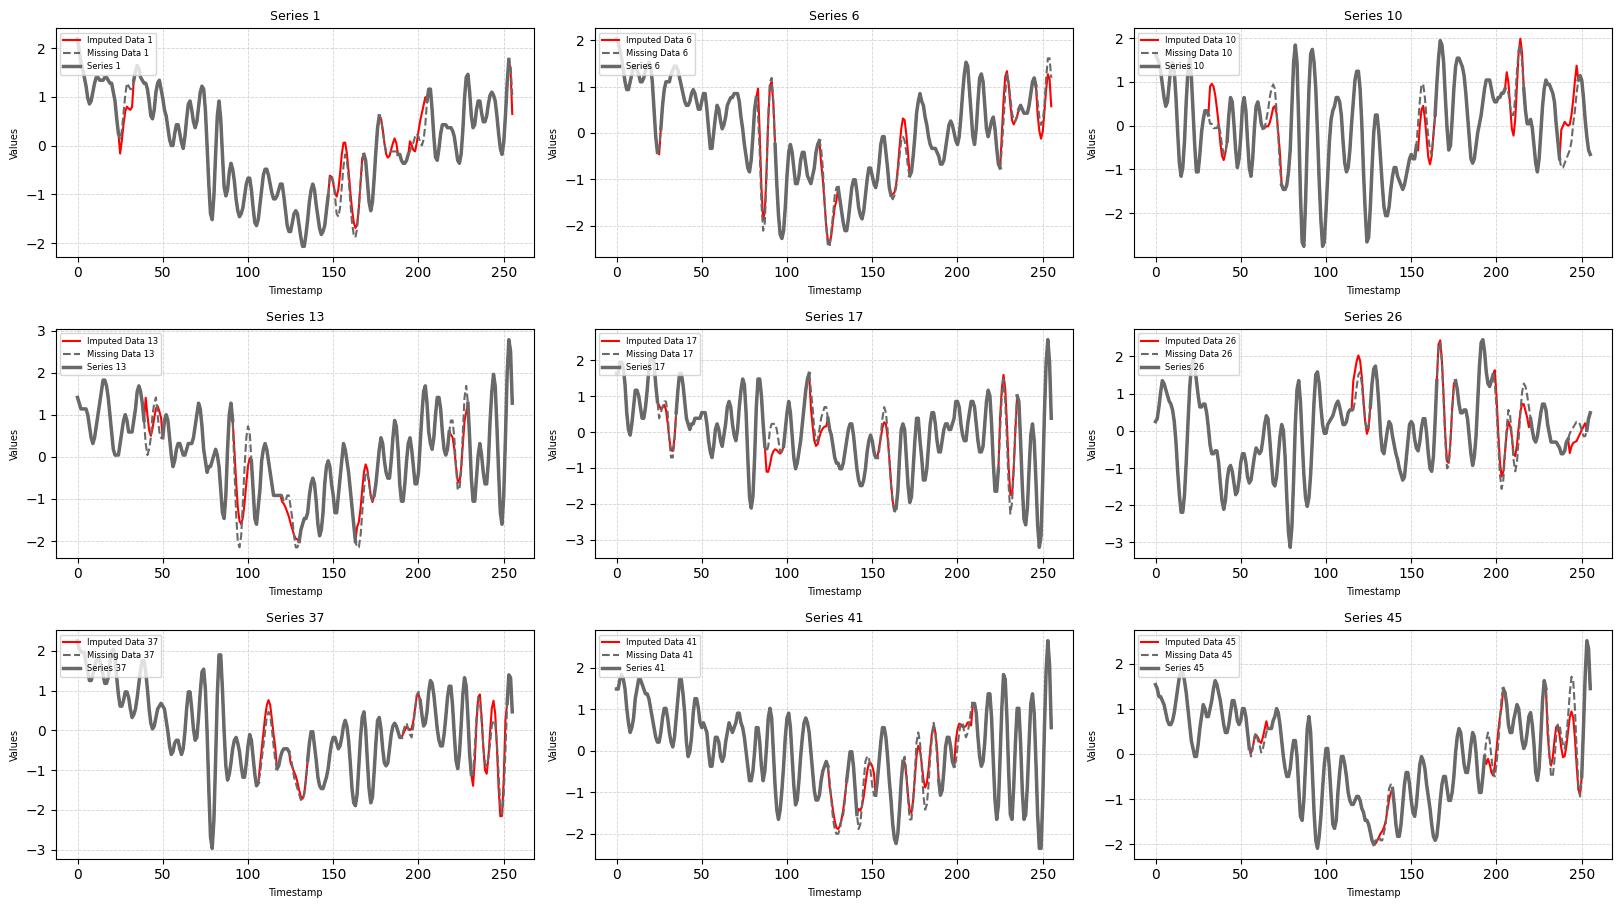 Series 1
Imputed Data 1
Missing Data 1
Series 1
Values
2
1
0
−1
−2
0 50 100 150 200 250
Timestamp
Series 6
Imputed Data 6
Missing Data 6
Series 6
Values
2
1
0
−1
−2
0 50 100 150 200 250
Timestamp
Series 10
Imputed Data 10
Missing Data 10
Series 10
Values
2
1
0
−1
−2
0 50 100 150 200 250
Timestamp
Series 13
Imputed Data 13
Missing Data 13
Series 13
Values
3
2
1
0
−1
−2
0 50 100 150 200 250
Timestamp
Series 17
Imputed Data 17
Missing Data 17
Series 17
Values
2
1
0
−1
−2
−3
0 50 100 150 200 250
Timestamp
Series 26
Imputed Data 26
Missing Data 26
Series 26
Values
2
1
0
−1
−2
−3
0 50 100 150 200 250
Timestamp
Series 37
Imputed Data 37
Missing Data 37
Series 37
Values
2
1
0
−1
−2
−3
0 50 100 150 200 250
Timestamp
Series 41
Imputed Data 41
Missing Data 41
Series 41
Values
2
1
0
−1
−2
0 50 100 150 200 250
Timestamp
Series 45
Imputed Data 45
Missing Data 45
Series 45
Values
2
1
0
−1
−2
0 50 100 150 200 250
Timestamp